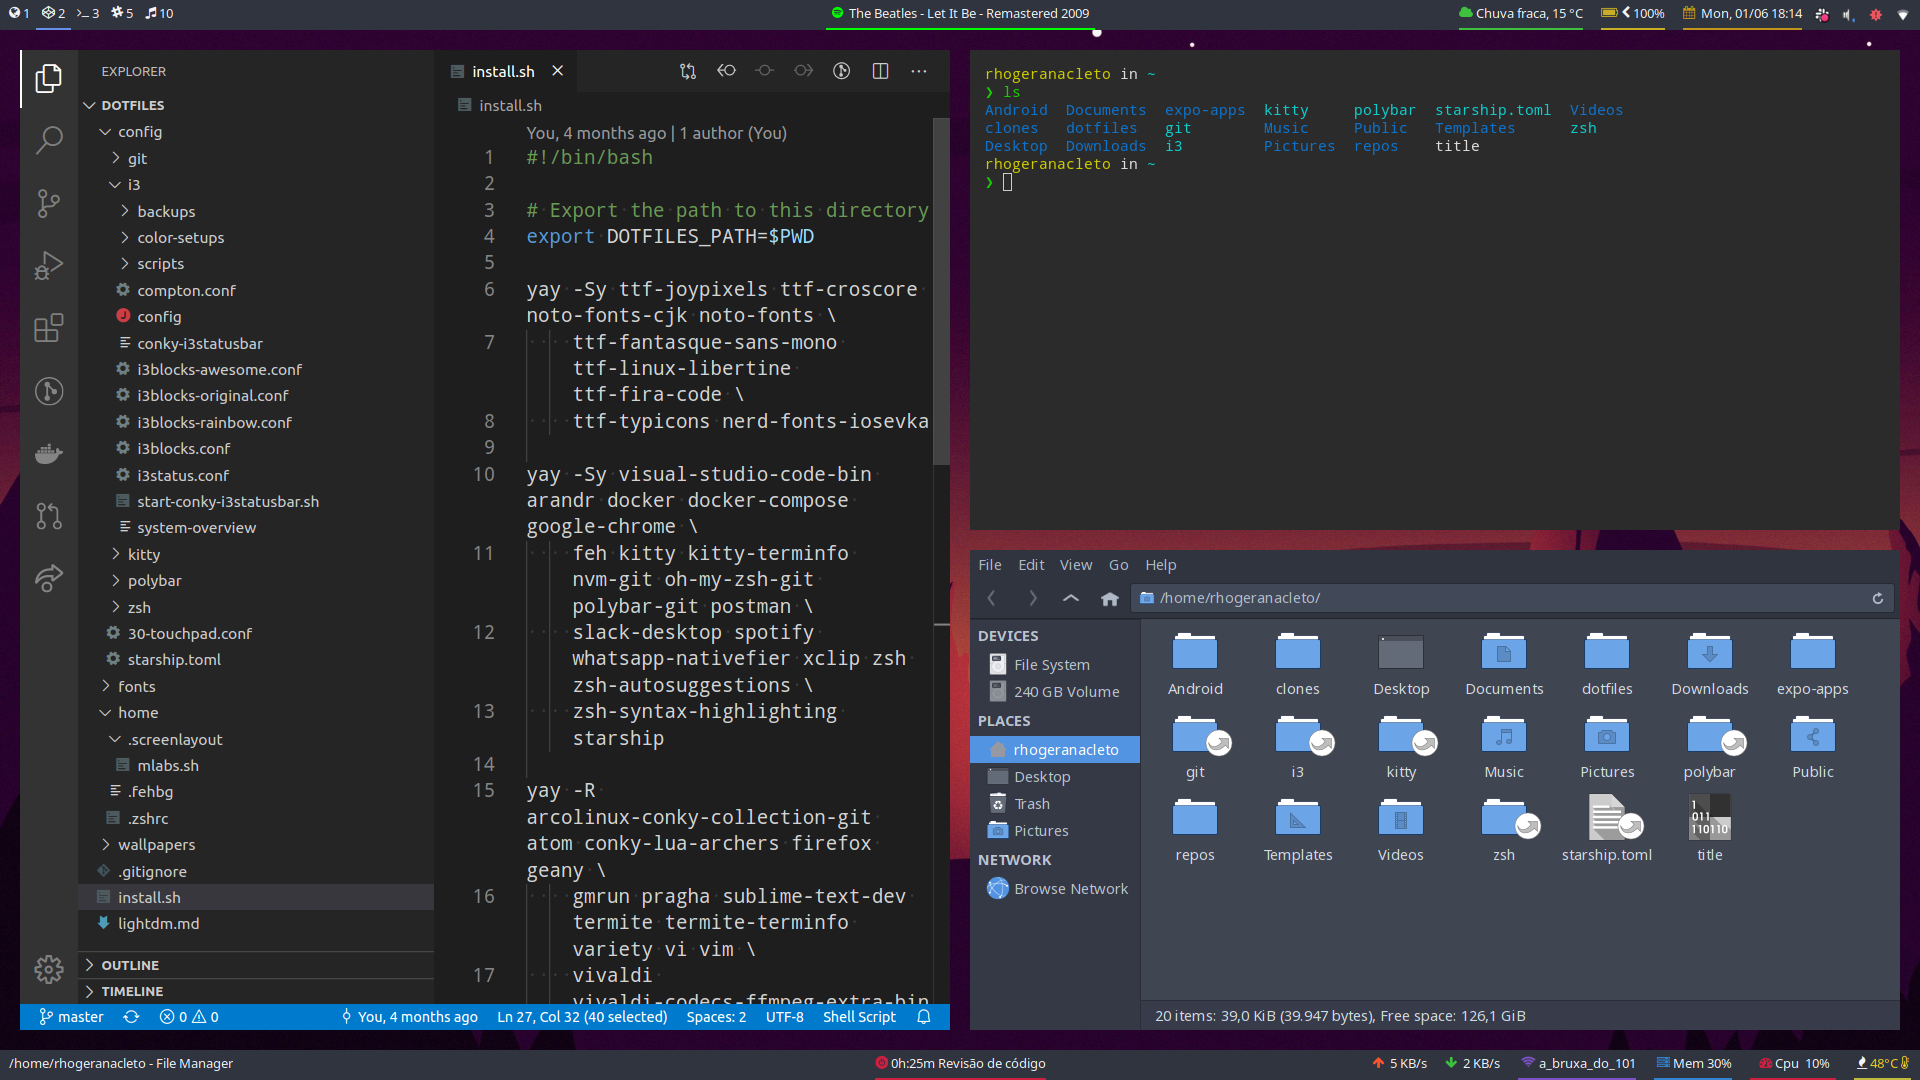 1 2 3 5 10
The Beatles - Let It Be - Remastered 2009
Chuva fraca, 15 °C
100%
Mon, 01/06 18:14
EXPLORER
DOTFILES
config
git
i3
backups
color-setups
scripts
compton.conf
config
conky-i3statusbar
i3blocks-awesome.conf
i3blocks-original.conf
i3blocks-rainbow.conf
i3blocks.conf
i3status.conf
start-conky-i3statusbar.sh
system-overview
kitty
polybar
zsh
30-touchpad.conf
starship.toml
fonts
home
.screenlayout
mlabs.sh
.fehbg
.zshrc
wallpapers
.gitignore
install.sh
lightdm.md
OUTLINE
TIMELINE
install.sh
install.sh
You, 4 months ago | 1 author (You)
1 #!/bin/bash
2
3 # Export the path to this directory
4 export DOTFILES_PATH=$PWD
5
6 yay -Sy ttf-joypixels ttf-croscore
noto-fonts-cjk noto-fonts \
7 ttf-fantasque-sans-mono
ttf-linux-libertine
ttf-fira-code \
8 ttf-typicons nerd-fonts-iosevka
9
10 yay -Sy visual-studio-code-bin
arandr docker docker-compose
google-chrome \
11 feh kitty kitty-terminfo
nvm-git oh-my-zsh-git
polybar-git postman \
12 slack-desktop spotify
whatsapp-nativefier xclip zsh
zsh-autosuggestions \
13 zsh-syntax-highlighting
starship
14
15 yay -R
arcolinux-conky-collection-git
atom conky-lua-archers firefox
geany \
16 gmrun pragha sublime-text-dev
termite termite-terminfo
variety vi vim \
17 vivaldi
vivaldi-codecs-ffmpeg-extra-bin
master
0 0
You, 4 months ago
Ln 27, Col 32 (40 selected)
Spaces: 2
UTF-8
Shell Script
rhogeranacleto in ~
❯ ls
Android Documents expo-apps kitty polybar starship.toml Videos
clones dotfiles git Music Public Templates zsh
Desktop Downloads i3 Pictures repos title
rhogeranacleto in ~
❯
File Edit View Go Help
/home/rhogeranacleto/
DEVICES
File System
240 GB Volume
PLACES
rhogeranacleto
Desktop
Trash
Pictures
NETWORK
Browse Network
Android clones Desktop Documents dotfiles Downloads expo-apps
git i3 kitty Music Pictures polybar Public
1
011
110110
repos Templates Videos zsh starship.toml title
20 items: 39,0 KiB (39.947 bytes), Free space: 126,1 GiB
/home/rhogeranacleto - File Manager
0h:25m Revisão de código
5 KB/s
2 KB/s
a_bruxa_do_101
Mem 30%
Cpu 10%
48°C